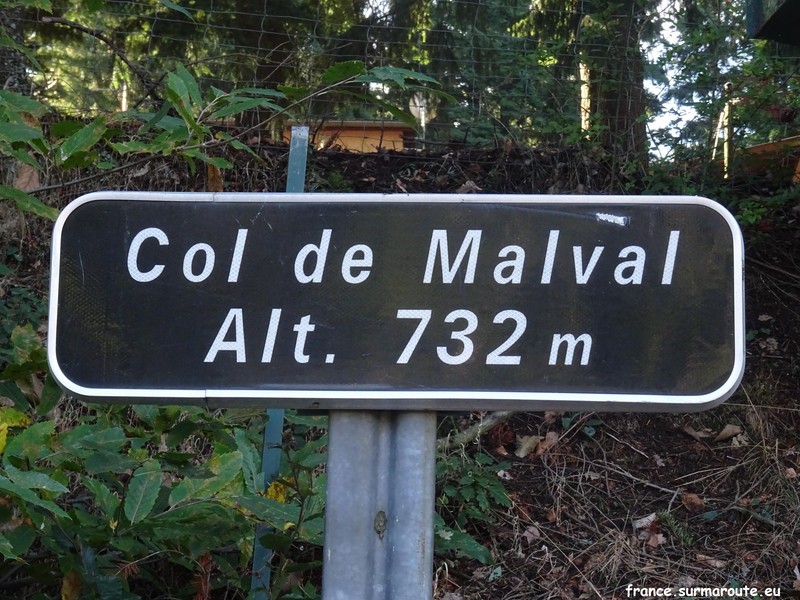 Col de Malval
Alt. 732 m
france.surmaroute.eu